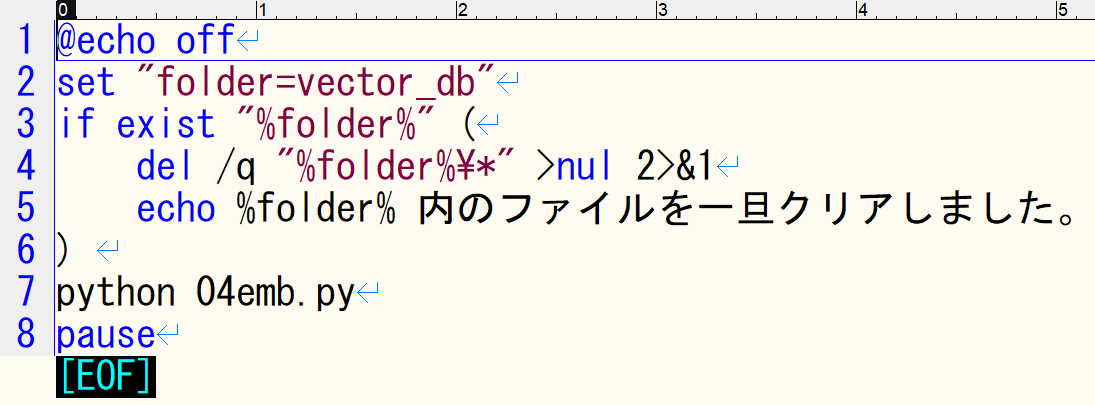 0 1 2 3 4 5
1 @echo off↵
2 set "folder=vector_db"↵
3 if exist "%folder%" (↵
4     del /q "%folder%¥*" >nul 2>&1↵
5     echo %folder% 内のファイルを一旦クリアしました。
6 ) ↵
7 python 04emb.py↵
8 pause↵
[EOF]